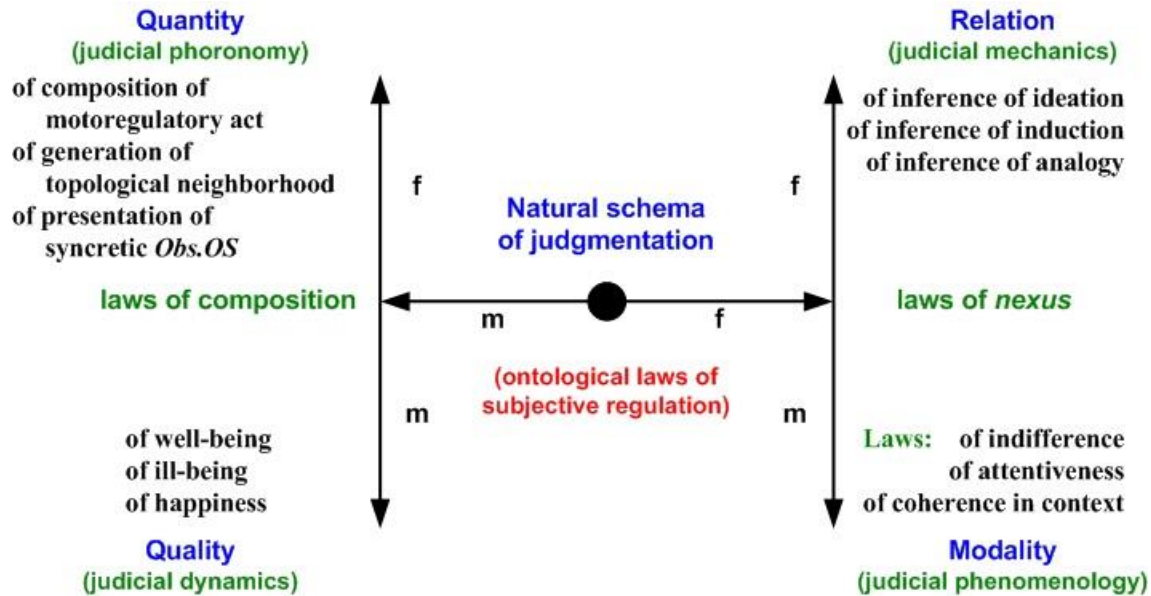 Quantity
(judicial phoronomy)
of composition of
motoregulatory act
of generation of
topological neighborhood
of presentation of
syncretic Obs.OS
Relation
(judicial mechanics)
of inference of ideation
of inference of induction
of inference of analogy
f
f
Natural schema
of judgmentation
laws of composition
laws of nexus
m
f
(ontological laws of
subjective regulation)
m
m
of well-being
of ill-being
of happiness
Quality
(judicial dynamics)
Laws: of indifference
of attentiveness
of coherence in context
Modality
(judicial phenomenology)